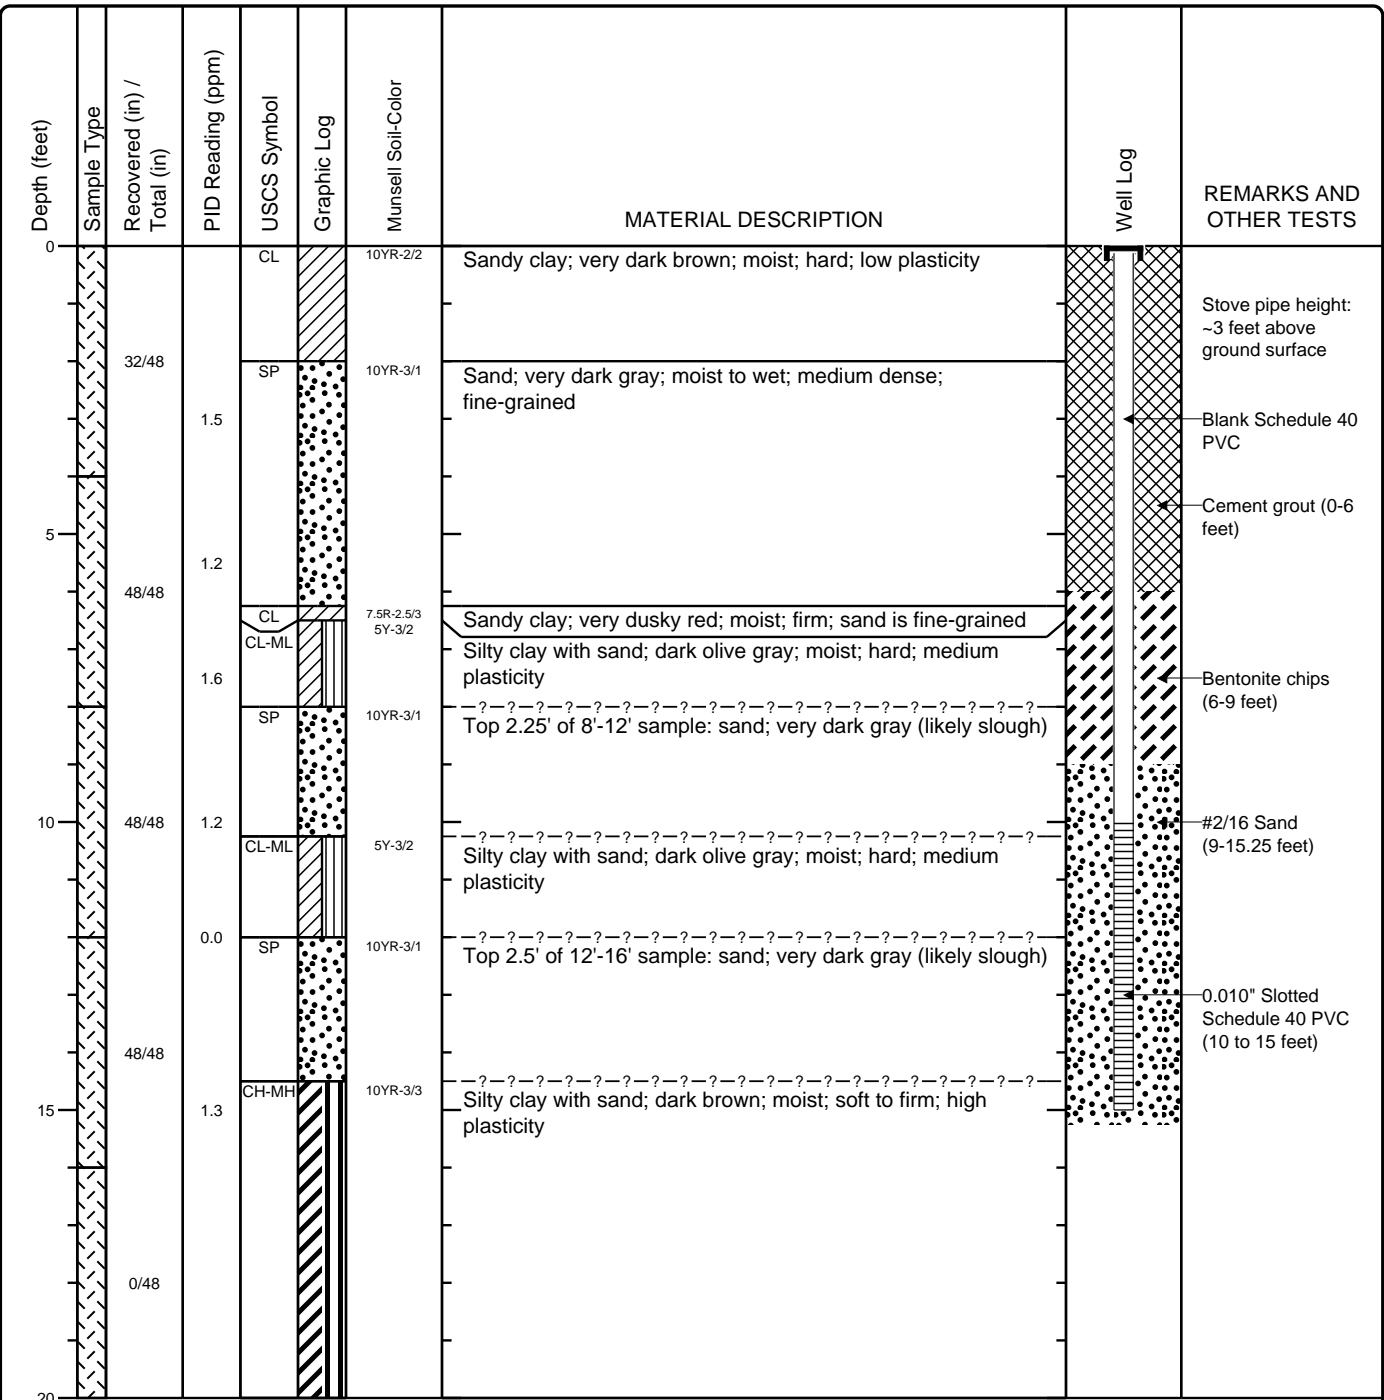 Depth (feet)
Sample Type
Recovered (in) /
Total (in)
PID Reading (ppm)
USCS Symbol
Graphic Log
Munsell Soil-Color
MATERIAL DESCRIPTION
Well Log
REMARKS AND
OTHER TESTS
0
CL
10YR-2/2
Sandy clay; very dark brown; moist; hard; low plasticity
Stove pipe height:
~3 feet above
ground surface
32/48
SP
10YR-3/1
Sand; very dark gray; moist to wet; medium dense;
fine-grained
1.5
Blank Schedule 40
PVC
Cement grout (0-6
feet)
5
1.2
48/48
CL
7.5R-2.5/3
Sandy clay; very dusky red; moist; firm; sand is fine-grained
CL-ML
5Y-3/2
Silty clay with sand; dark olive gray; moist; hard; medium
plasticity
1.6
Bentonite chips
(6-9 feet)
? ? ? ? ? ? ? ? ? ? ? ? ? ? ? ? ? ? ? ?
SP
10YR-3/1
Top 2.25' of 8'-12' sample: sand; very dark gray (likely slough)
10
48/48
1.2
#2/16 Sand
(9-15.25 feet)
? ? ? ? ? ? ? ? ? ? ? ? ? ? ? ? ? ? ? ?
CL-ML
5Y-3/2
Silty clay with sand; dark olive gray; moist; hard; medium
plasticity
0.0
? ? ? ? ? ? ? ? ? ? ? ? ? ? ? ? ? ? ? ?
SP
10YR-3/1
Top 2.5' of 12'-16' sample: sand; very dark gray (likely slough)
0.010" Slotted
Schedule 40 PVC
(10 to 15 feet)
48/48
? ? ? ? ? ? ? ? ? ? ? ? ? ? ? ? ? ? ? ?
CH-MH
10YR-3/3
Silty clay with sand; dark brown; moist; soft to firm; high
plasticity
15
1.3
0/48
20